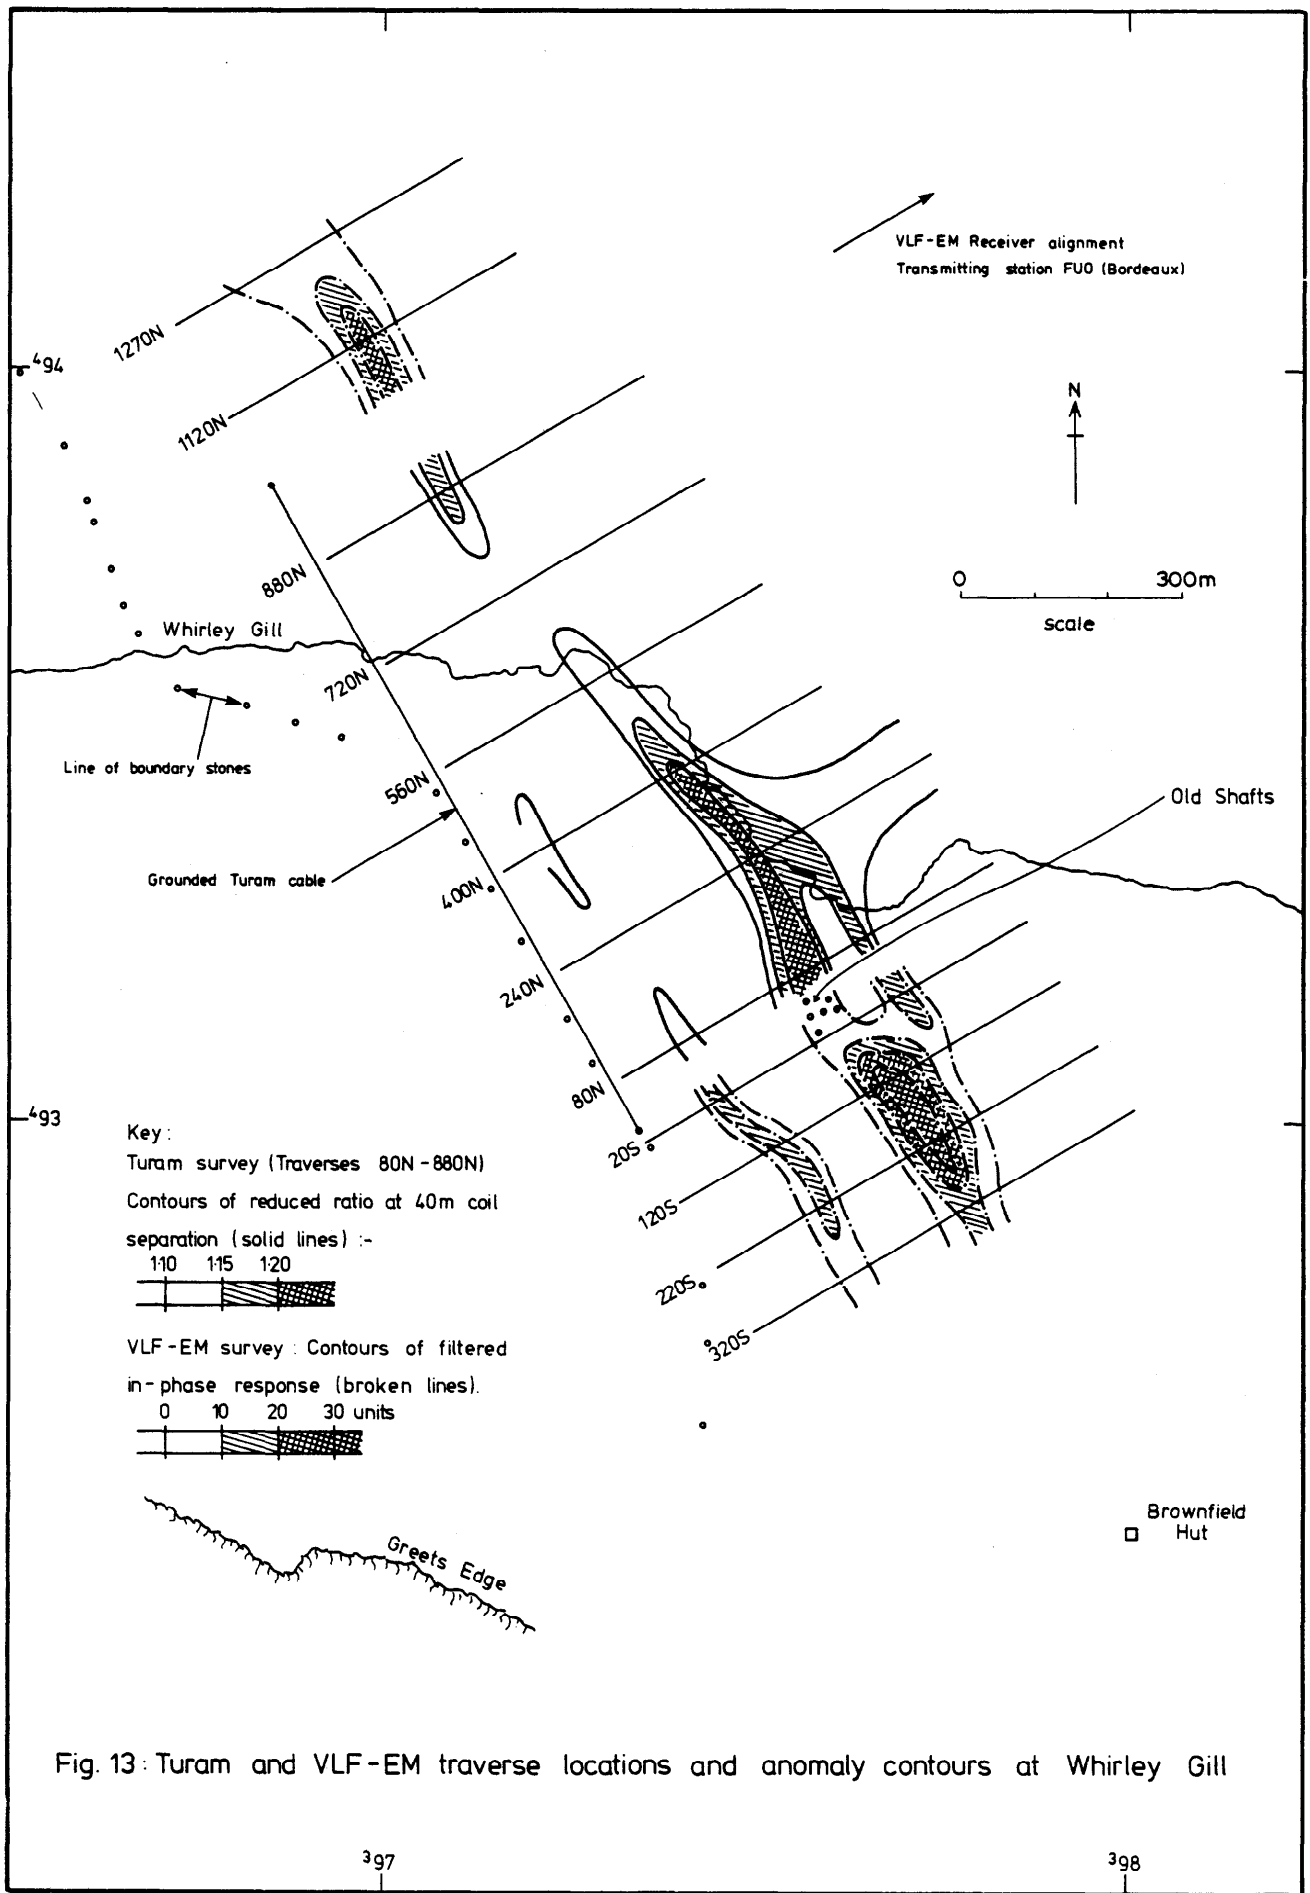 VLF-EM Receiver alignment
Transmitting station FUO (Bordeaux)
1270N
⁴94
1120N
N
880N
0 300m
scale
Whirley Gill
720N
Line of boundary stones
560N
Old Shafts
Grounded Turam cable
400N
240N
80N
⁴93
20S
120S
220S
320S
Key :
Turam survey (Traverses 80N - 880N)
Contours of reduced ratio at 40m coil
separation (solid lines) :-
1·10 1·15 1·20
VLF-EM survey : Contours of filtered
in-phase response (broken lines).
0 10 20 30 units
Brownfield
Hut
Greets Edge
Fig. 13 : Turam and VLF-EM traverse locations and anomaly contours at Whirley Gill
³97
³98